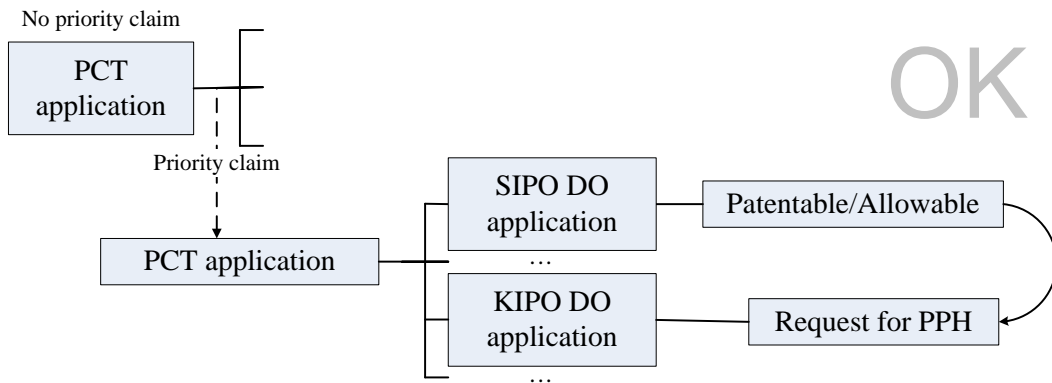 No priority claim
PCT
application
OK
Priority claim
SIPO DO
application
Patentable/Allowable
PCT application
...
KIPO DO
application
Request for PPH
...